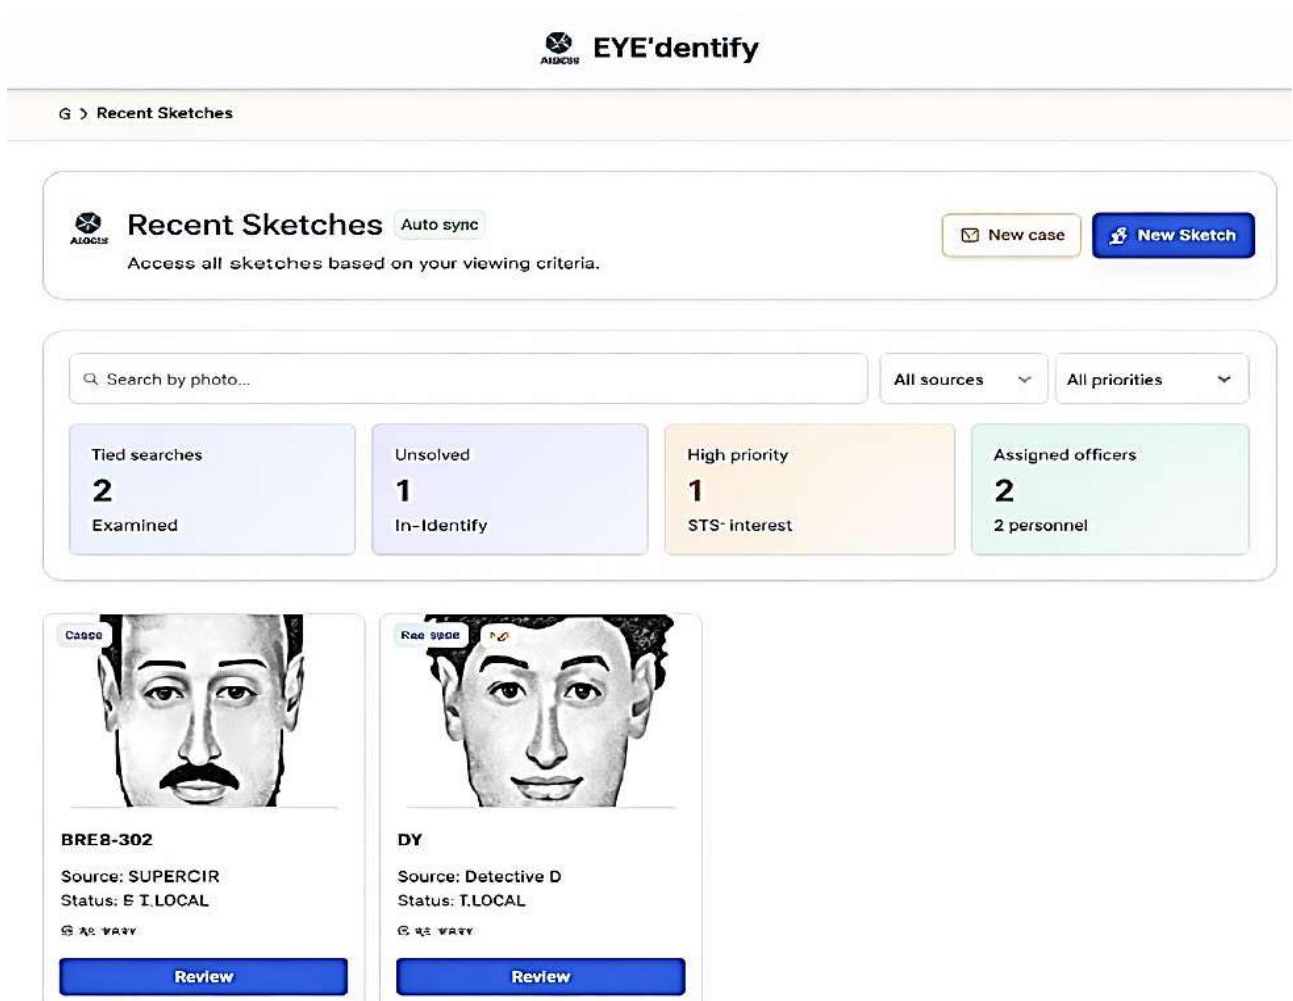 EYE'dentify
G > Recent Sketches
Recent Sketches Auto sync
New case
New Sketch
Access all sketches based on your viewing criteria.
Search by photo...
All sources
All priorities
Tied searches
2
Examined
Unsolved
1
In-Identify
High priority
1
STS- interest
Assigned officers
2
2 personnel
BRE8-302
Source: SUPERCIR
Status: T.LOCAL
Review
DY
Source: Detective D
Status: T.LOCAL
Review